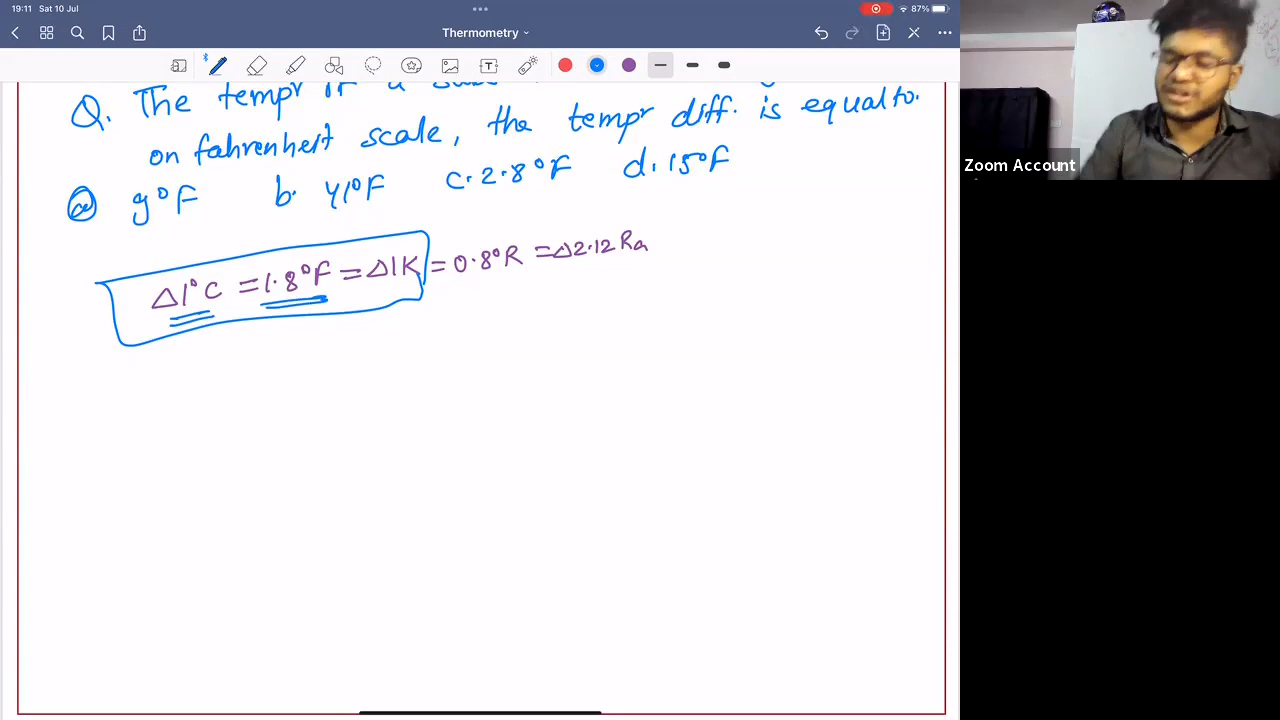 19:11 Sat 10 Jul
87%
Thermometry
Q. The tempr of a
on fahrenheit scale, the tempr diff. is equal to.
a 9°F b. 41°F c. 2.8°F d. 15°F
Δ1°C = 1.8°F = Δ1K = 0.8°R = Δ2.12 Ra
Zoom Account